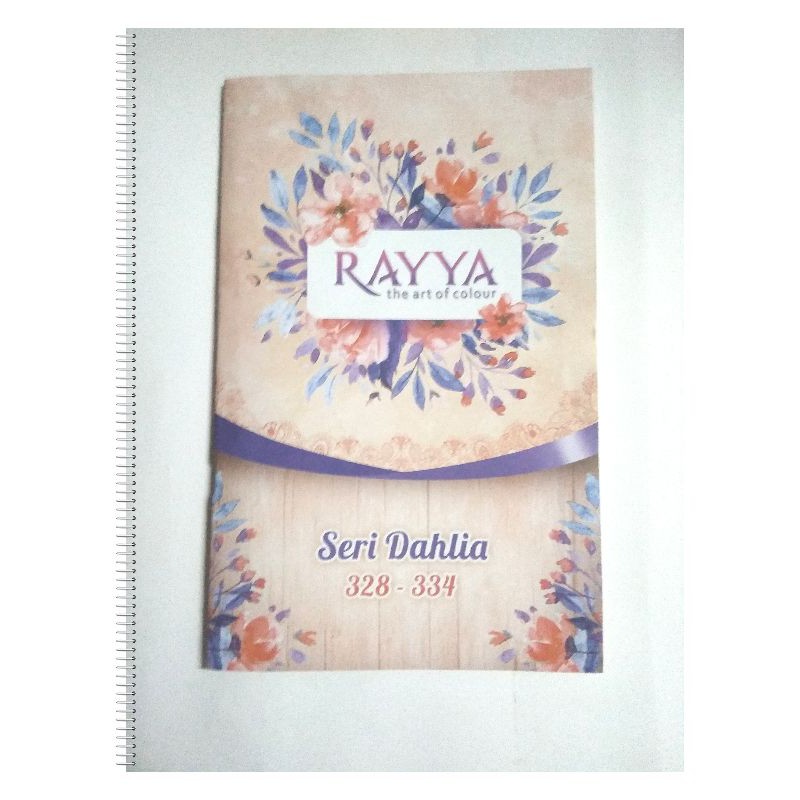 RAYYA
the art of colour
Seri Dahlia
328 - 334